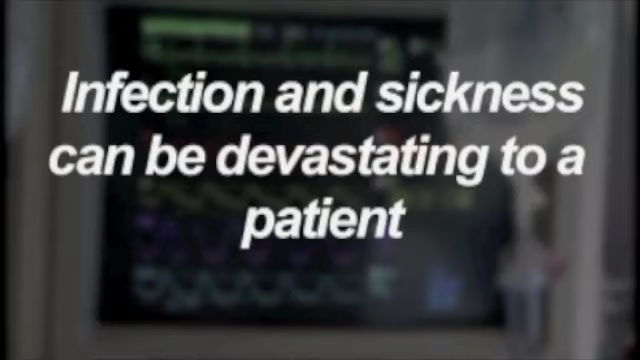 Infection and sickness
can be devastating to a
patient